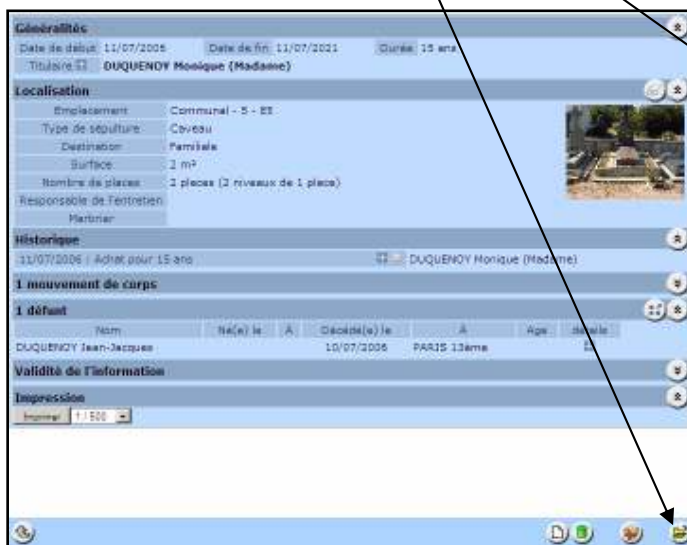 Généralités
Date de début 11/07/2006 Date de fin 11/07/2021 Durée 15 ans
Titulaire DUQUENOY Monique (Madame)
Localisation
Emplacement Communal - 5 - E5
Type de sépulture Caveau
Destination Familiale
Surface 2 m²
Nombre de places 2 places (2 niveaux de 1 place)
Responsable de l'entretien
Marbrier
Historique
11/07/2006 : Achat pour 15 ans DUQUENOY Monique (Madame)
1 mouvement de corps
1 défunt
Nom Né(e) le A Décédé(e) le A Age détails
DUQUENOY Jean-Jacques 10/07/2006 PARIS 13ème
Validité de l'information
Impression
Imprimer 1 / 500